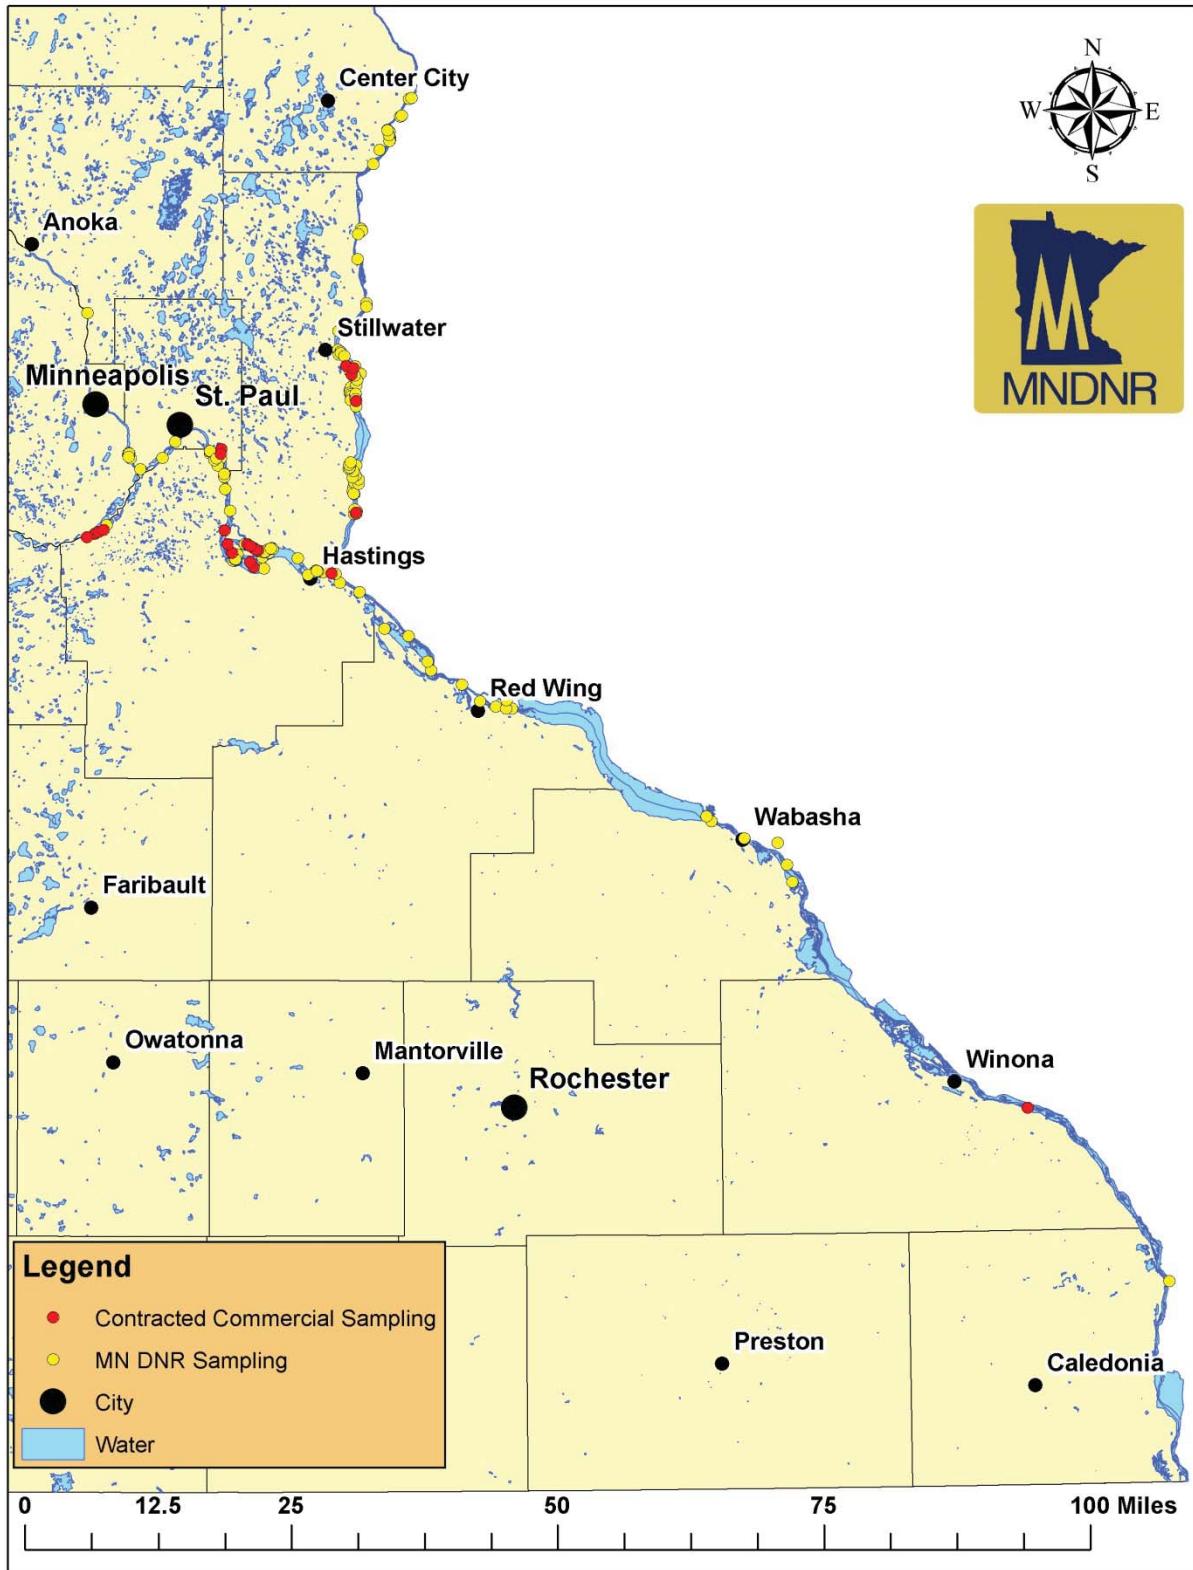 N
Center City
W E
S
Anoka
Stillwater
Minneapolis
St. Paul
MNDNR
Hastings
Red Wing
Wabasha
Faribault
Owatonna
Mantorville
Winona
Rochester
Legend
Contracted Commercial Sampling
MN DNR Sampling
City
Water
Preston
Caledonia
0 12.5 25 50 75 100 Miles